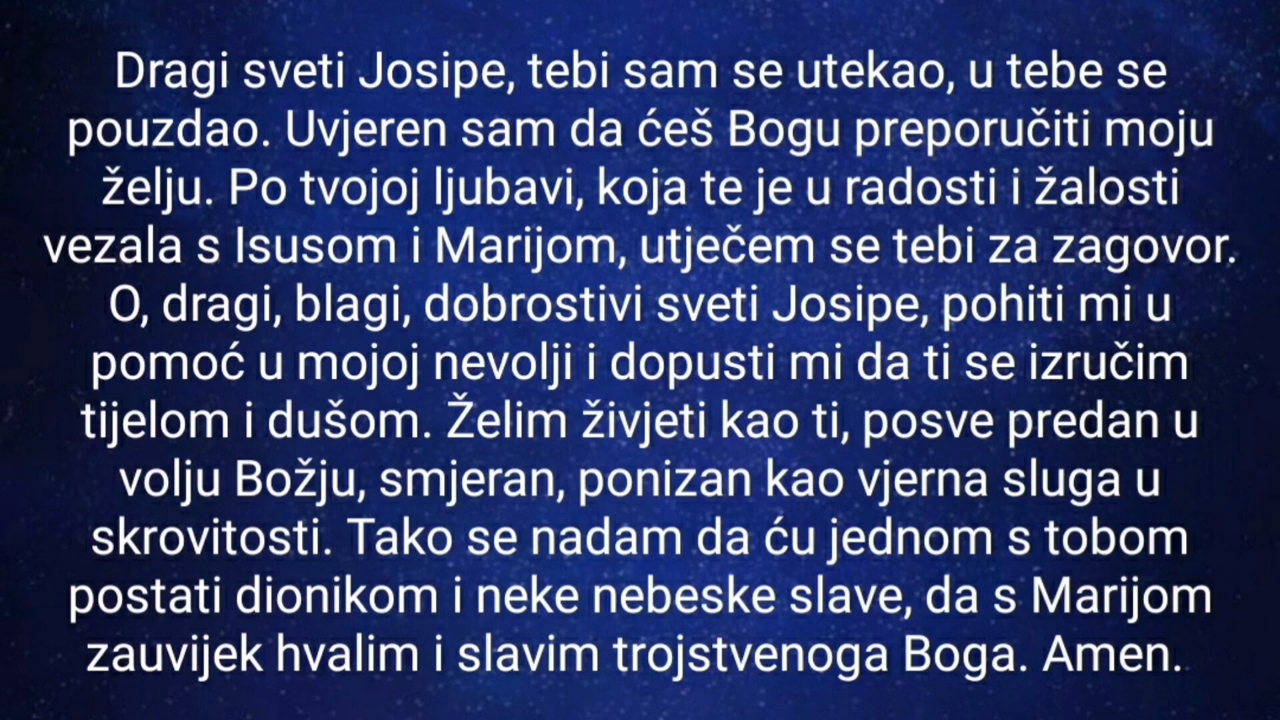 Dragi sveti Josipe, tebi sam se utekao, u tebe se
pouzdao. Uvjeren sam da ćeš Bogu preporučiti moju
želju. Po tvojoj ljubavi, koja te je u radosti i žalosti
vezala s Isusom i Marijom, utječem se tebi za zagovor.
O, dragi, blagi, dobrostivi sveti Josipe, pohiti mi u
pomoć u mojoj nevolji i dopusti mi da ti se izručim
tijelom i dušom. Želim živjeti kao ti, posve predan u
volju Božju, smjeran, ponizan kao vjerna sluga u
skrovitosti. Tako se nadam da ću jednom s tobom
postati dionikom i neke nebeske slave, da s Marijom
zauvijek hvalim i slavim trojstvenoga Boga. Amen.